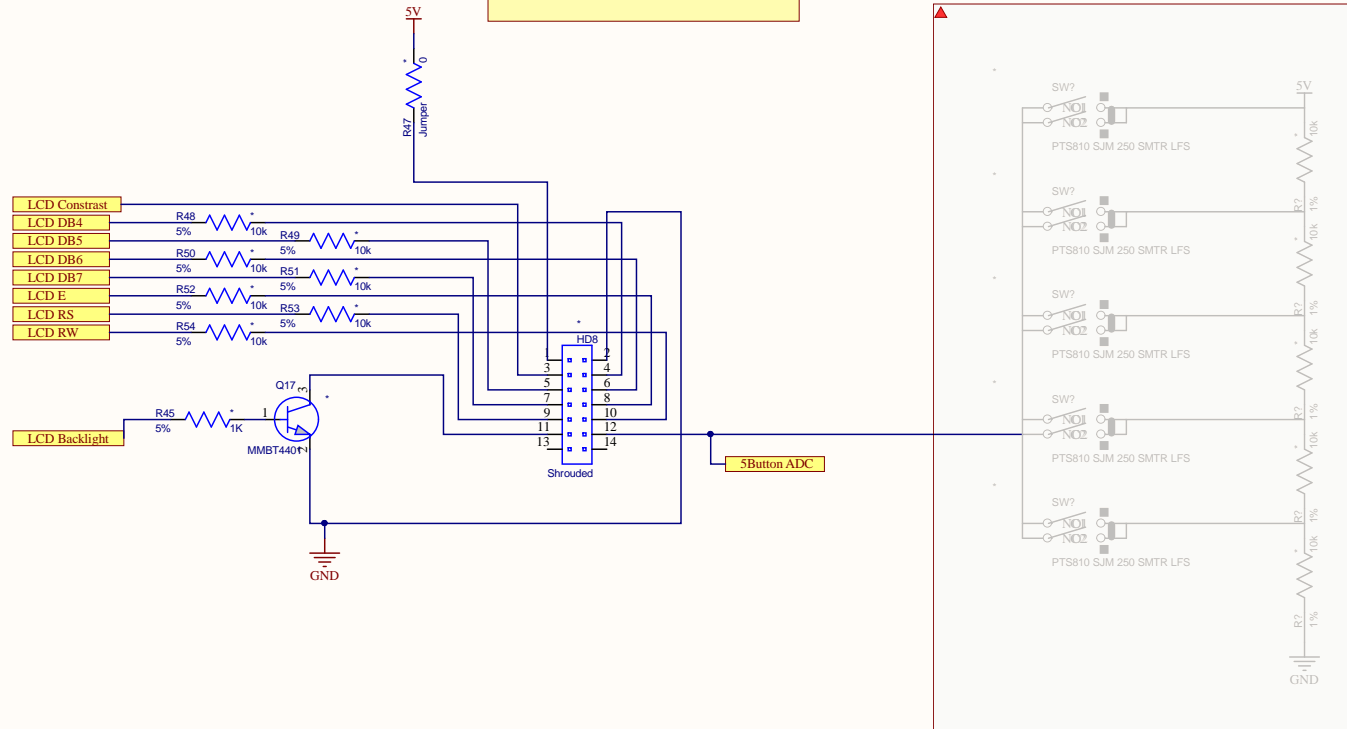 5V
0
R47
Jumper
LCD Constrast
LCD DB4
R48
5%
10k
LCD DB5
R49
5%
10k
LCD DB6
R50
5%
10k
LCD DB7
R51
5%
10k
LCD E
R52
5%
10k
LCD RS
R53
5%
10k
LCD RW
R54
5%
10k
HD8
1 2
3 4
5 6
7 8
9 10
11 12
13 14
Shrouded
Q17
3
1
2
MMBT4401
R45
5%
1K
LCD Backlight
5Button ADC
GND
5V
SW?
NO1
NO2
PTS810 SJM 250 SMTR LFS
10k
R?
1%
SW?
NO1
NO2
PTS810 SJM 250 SMTR LFS
10k
R?
1%
SW?
NO1
NO2
PTS810 SJM 250 SMTR LFS
10k
R?
1%
SW?
NO1
NO2
PTS810 SJM 250 SMTR LFS
10k
R?
1%
SW?
NO1
NO2
PTS810 SJM 250 SMTR LFS
10k
R?
1%
GND